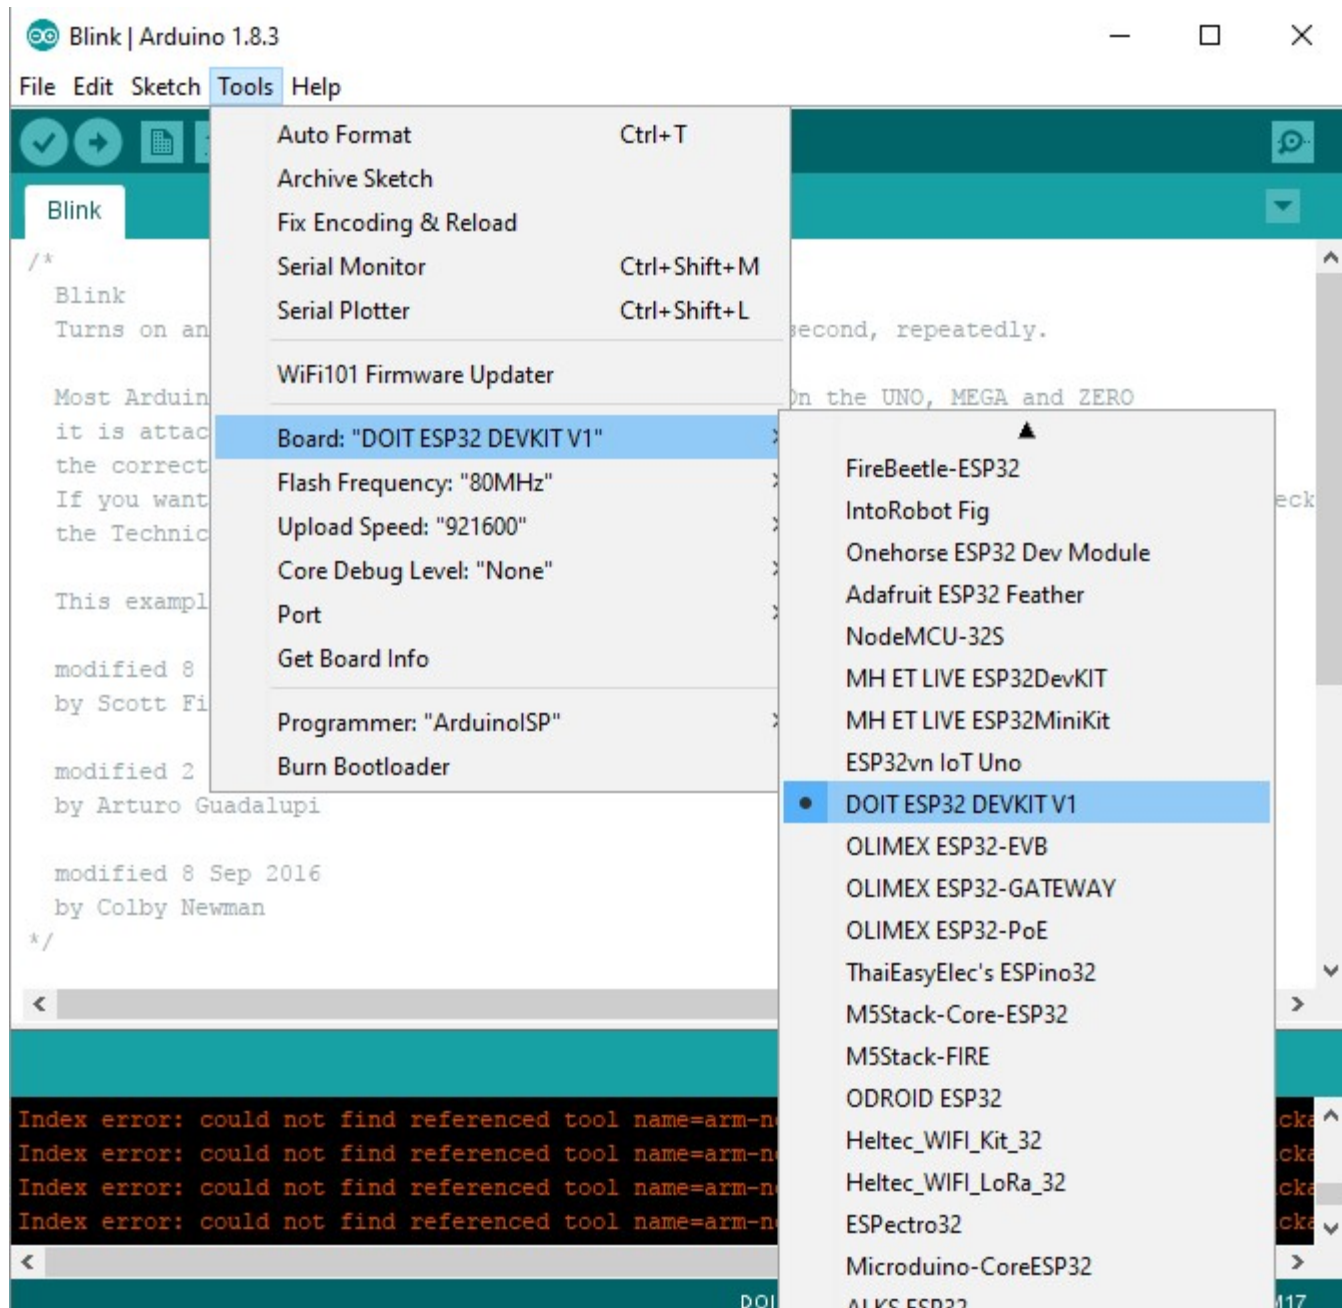 Blink | Arduino 1.8.3
File Edit Sketch Tools Help
Auto Format Ctrl+T
Archive Sketch
Fix Encoding & Reload
Serial Monitor Ctrl+Shift+M
Serial Plotter Ctrl+Shift+L
WiFi101 Firmware Updater
Board: "DOIT ESP32 DEVKIT V1"
Flash Frequency: "80MHz"
Upload Speed: "921600"
Core Debug Level: "None"
Port
Get Board Info
Programmer: "ArduinoISP"
Burn Bootloader
FireBeetle-ESP32
IntoRobot Fig
Onehorse ESP32 Dev Module
Adafruit ESP32 Feather
NodeMCU-32S
MH ET LIVE ESP32DevKIT
MH ET LIVE ESP32MiniKit
ESP32vn IoT Uno
DOIT ESP32 DEVKIT V1
OLIMEX ESP32-EVB
OLIMEX ESP32-GATEWAY
OLIMEX ESP32-PoE
ThaiEasyElec's ESPino32
M5Stack-Core-ESP32
M5Stack-FIRE
ODROID ESP32
Heltec_WIFI_Kit_32
Heltec_WIFI_LoRa_32
ESPectro32
Microduino-CoreESP32
ALKS ESP32
Blink
/*
Blink
Turns on an second, repeatedly.
Most Arduin On the UNO, MEGA and ZERO
it is attac
the correct
If you want eck
the Technic
This exampl
modified 8
by Scott Fi
modified 2
by Arturo Guadalupi
modified 8 Sep 2016
by Colby Newman
*/
Index error: could not find referenced tool name=arm-n cka
Index error: could not find referenced tool name=arm-n cka
Index error: could not find referenced tool name=arm-n cka
Index error: could not find referenced tool name=arm-n cka
DOI M17